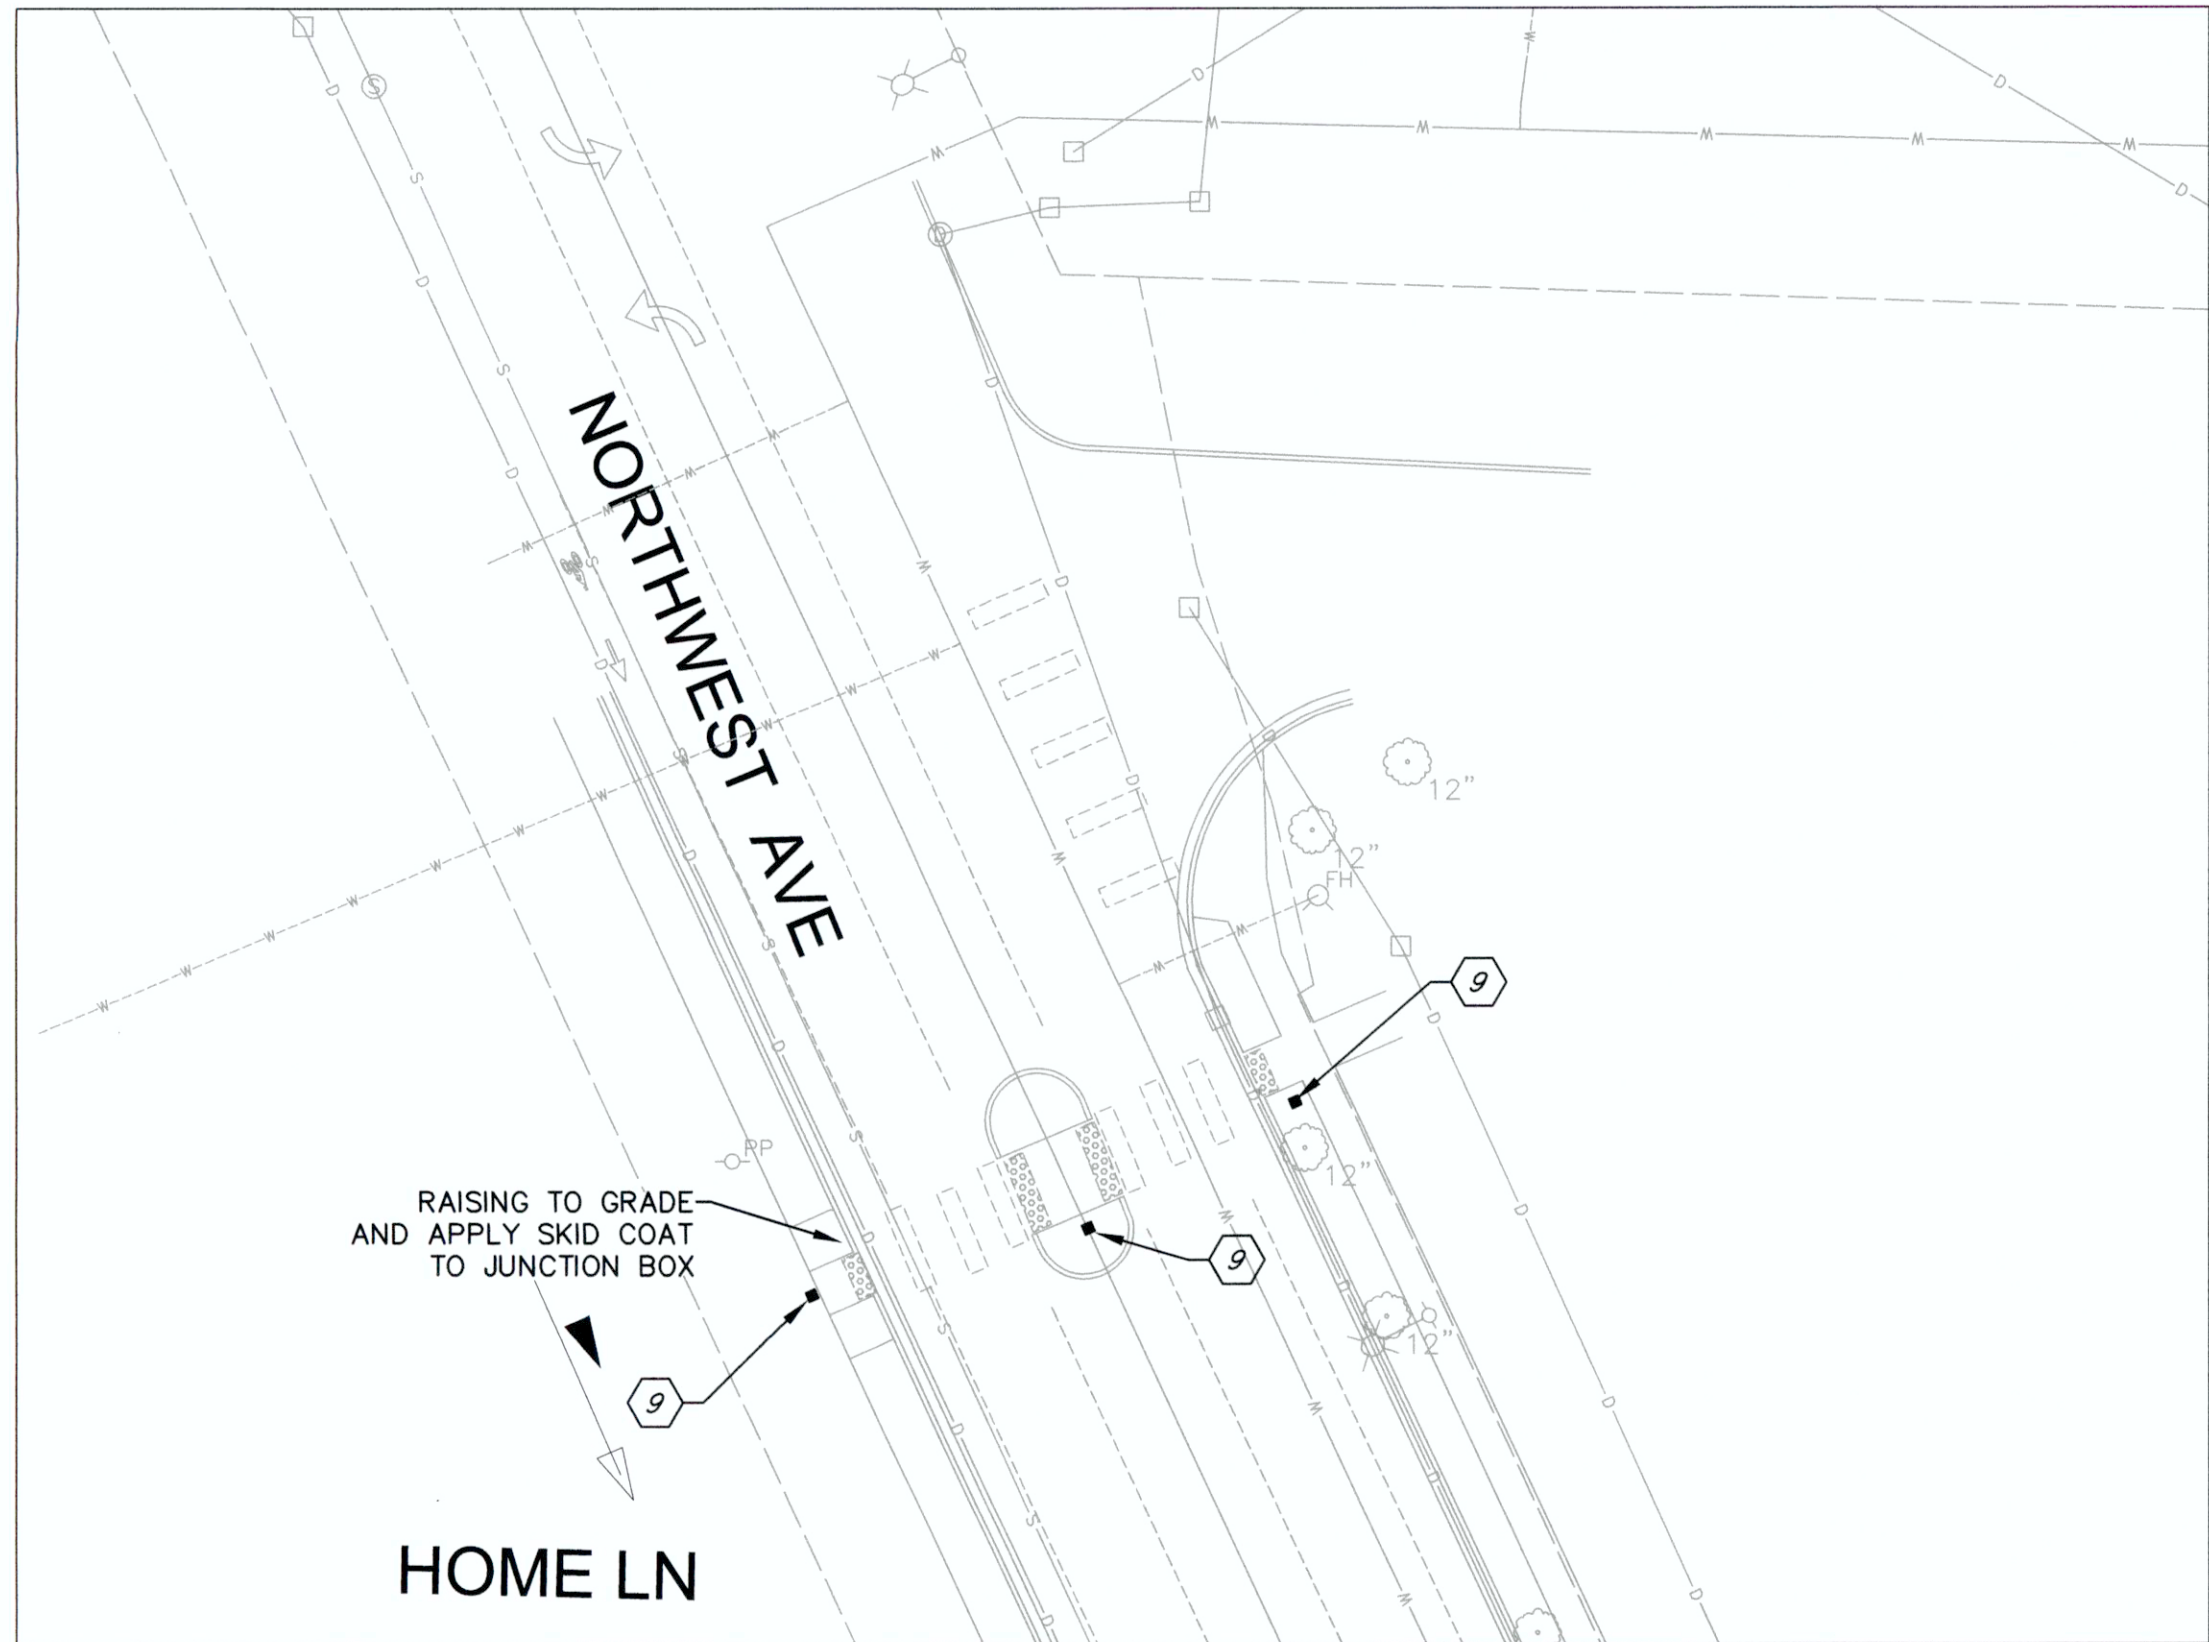 NORTHWEST AVE
12"
12"
FH
9
PP
12"
RAISING TO GRADE
AND APPLY SKID COAT
TO JUNCTION BOX
9
12"
9
HOME LN